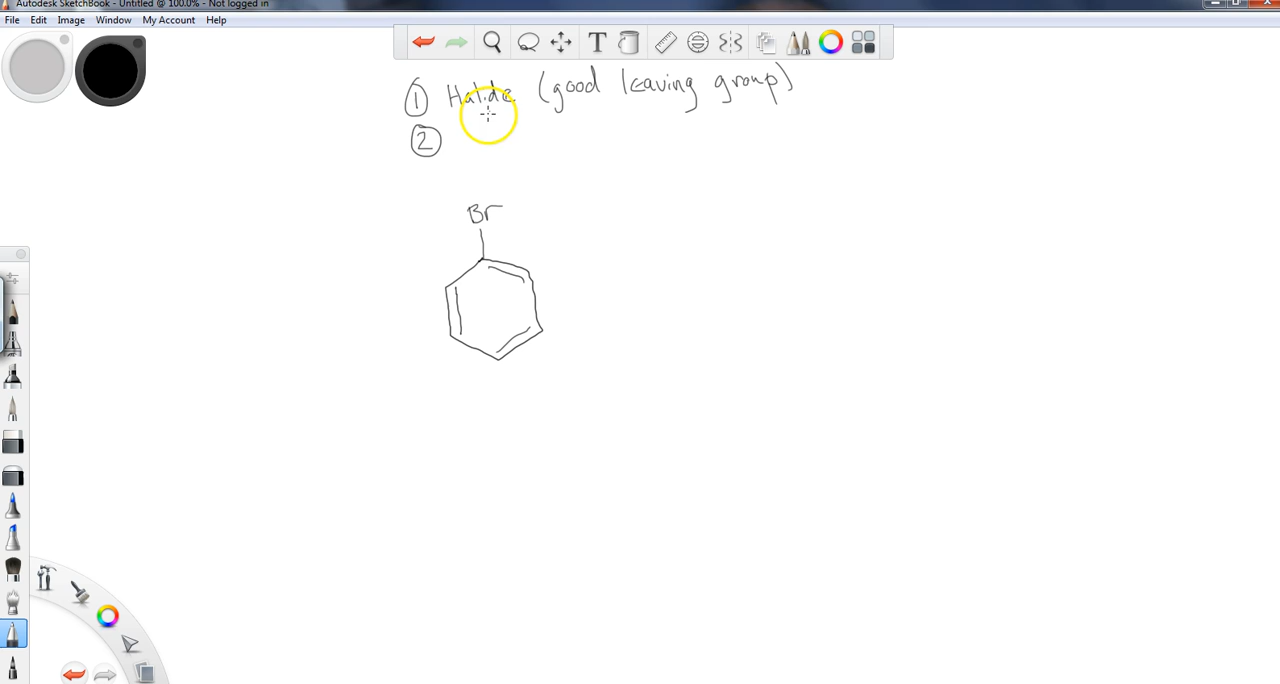 Autodesk SketchBook - Untitled @ 100.0% - Not logged in
File Edit Image Window My Account Help
T
① Halide (good leaving group)
②
Br